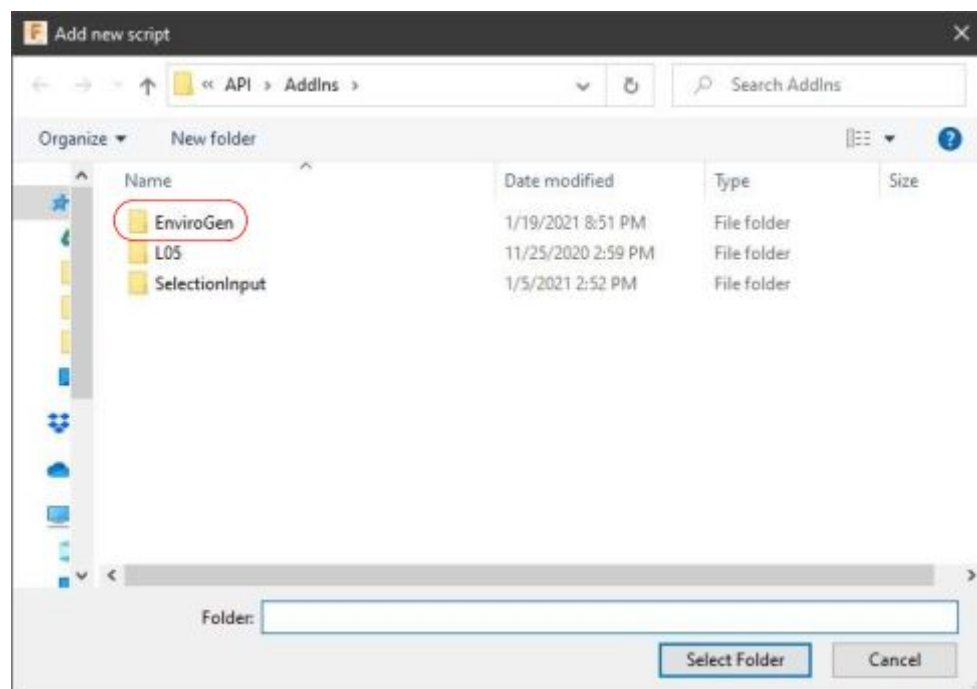 Add new script
« API › AddIns ›
Search AddIns
Organize
New folder
Name Date modified Type Size
EnviroGen 1/19/2021 8:51 PM File folder
L05 11/25/2020 2:59 PM File folder
SelectionInput 1/5/2021 2:52 PM File folder
Folder:
Select Folder Cancel